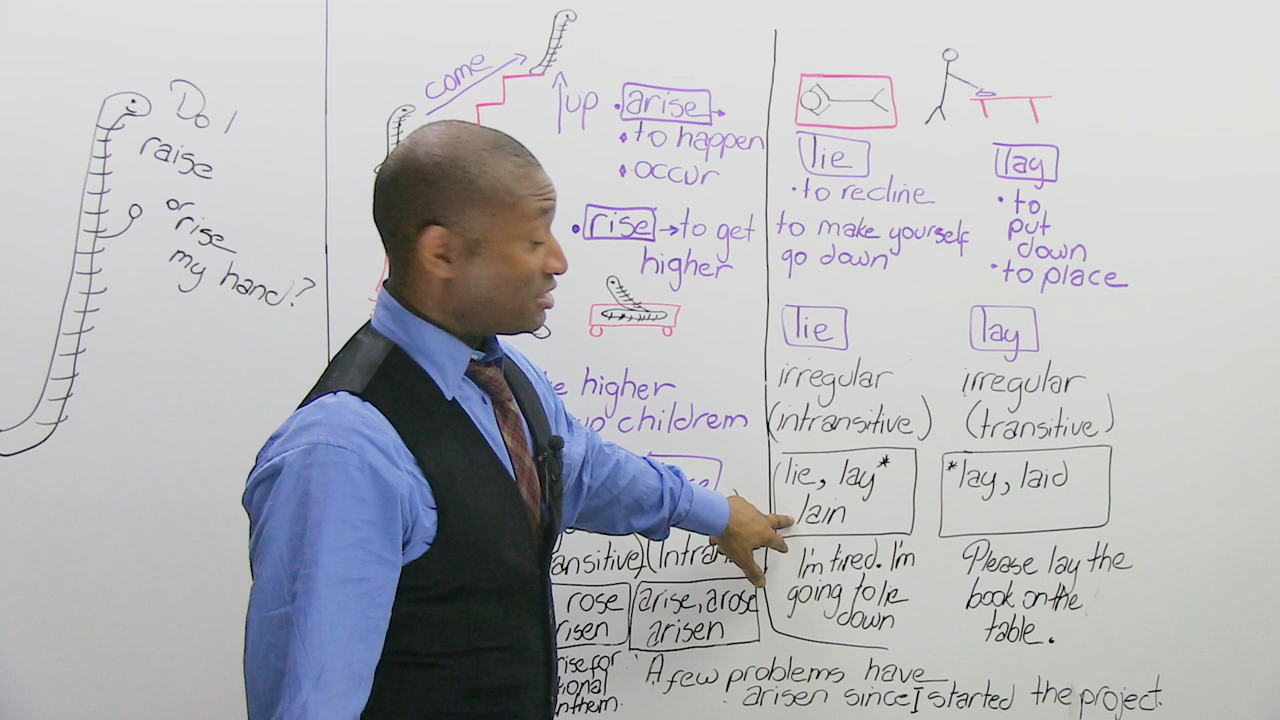 Do I
raise
or
rise
my hand?
come
up
arise
to happen
occur
rise → to get
higher
higher
children
rose
arise, arose
arisen
lie
to recline
to make yourself
go down
lay
to
put
down
to place
lie
irregular
(intransitive)
lie, lay*
lain
I'm tired. I'm
going to lie
down
lay
irregular
(transitive)
*lay, laid
Please lay the
book on the
table.
A few problems have
arisen since I started the project.